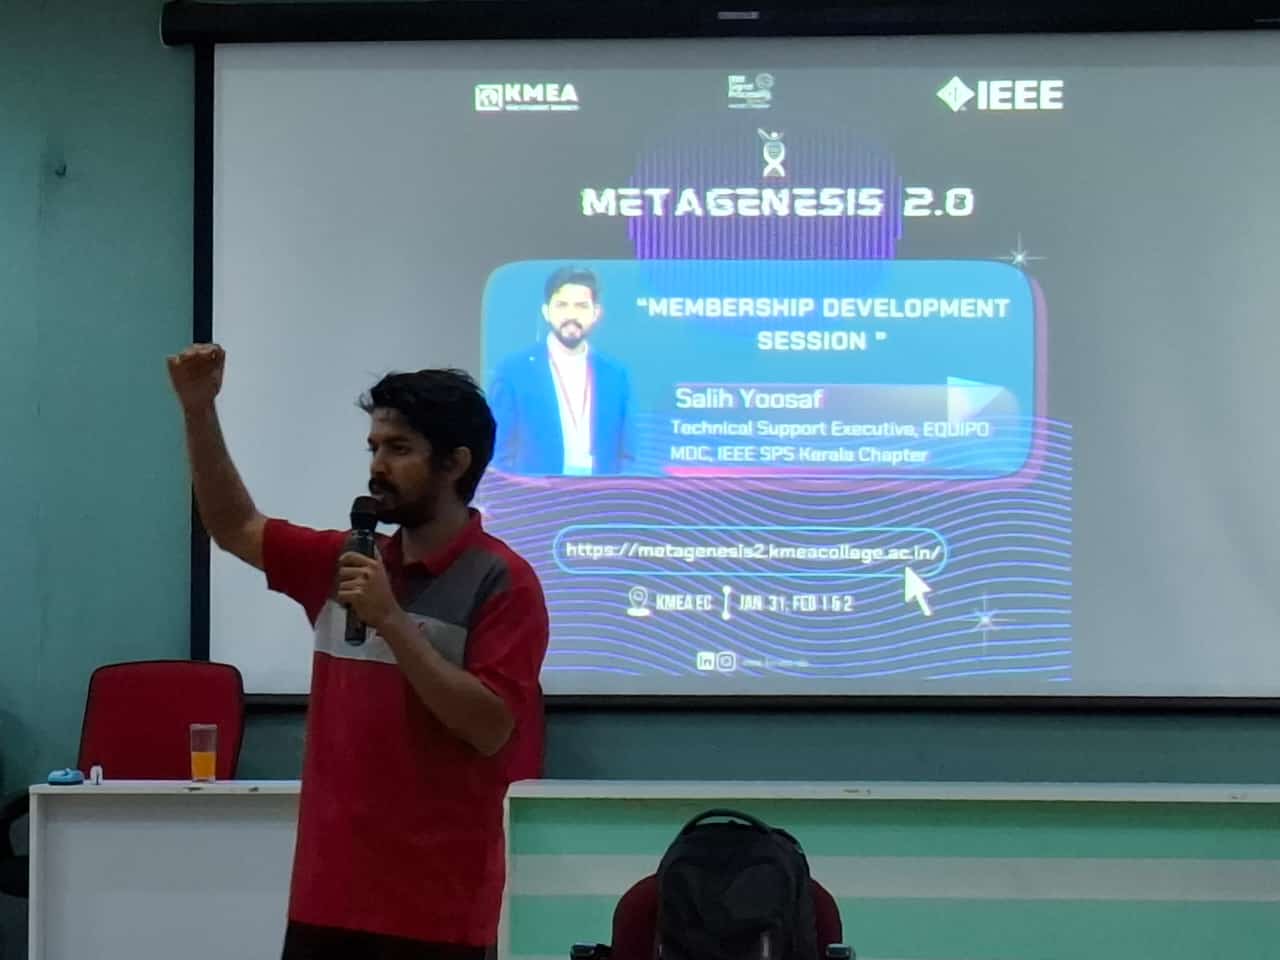 KMEA
IEEE
METAGENESIS 2.0
"MEMBERSHIP DEVELOPMENT
SESSION "
Salih Yoosaf
Technical Support Executive, EQUIPO
MDC, IEEE SPS Kerala Chapter
https://metagenesis2.kmeacollege.ac.in/
KMEA EC JAN 31, FEB 1 & 2
in